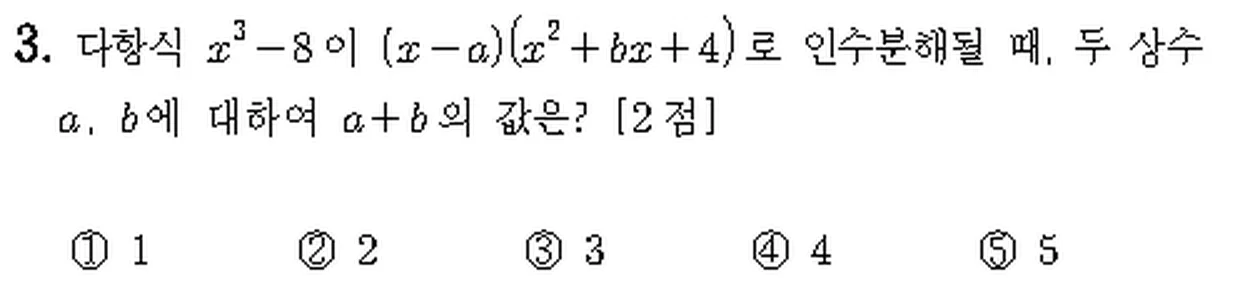 3. 다항식 x³-8이 (x-a)(x²+bx+4)로 인수분해될 때, 두 상수
a, b에 대하여 a+b의 값은? [2점]
① 1 ② 2 ③ 3 ④ 4 ⑤ 5